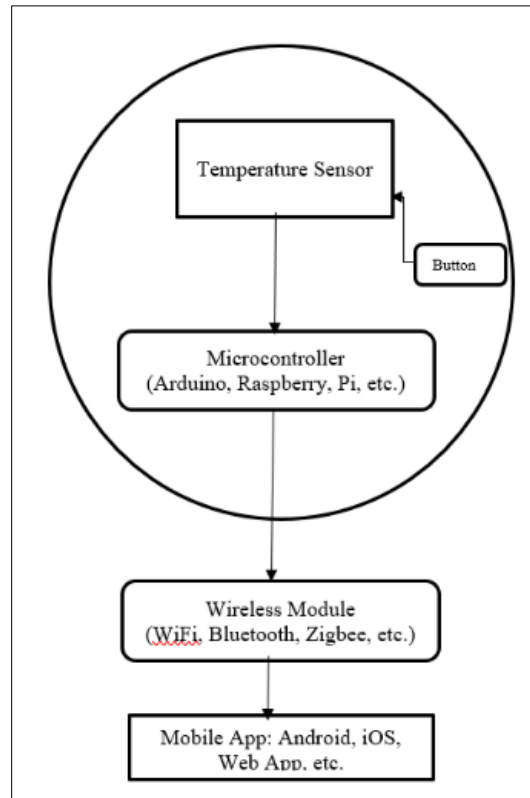 Temperature Sensor
Button
Microcontroller
(Arduino, Raspberry, Pi, etc.)
Wireless Module
(WiFi, Bluetooth, Zigbee, etc.)
Mobile App: Android, iOS,
Web App, etc.